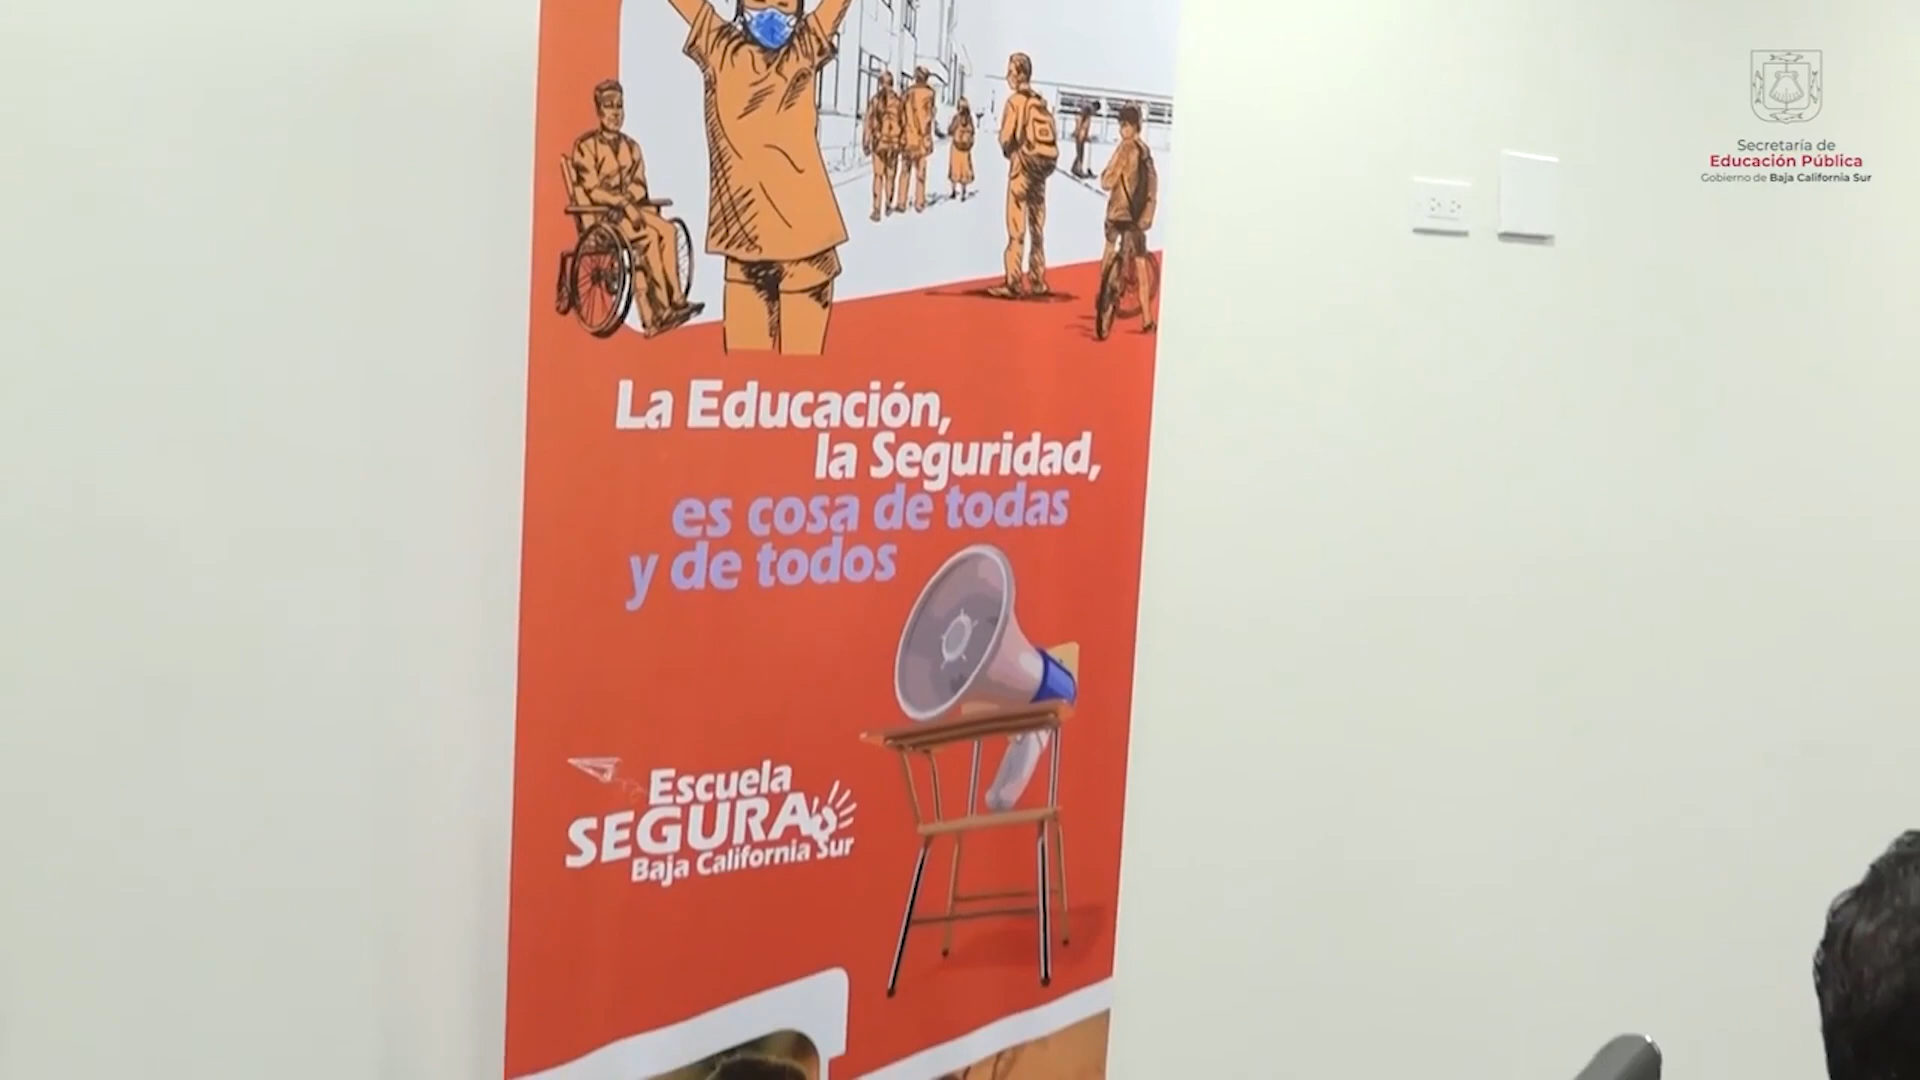 La Educación,
la Seguridad,
es cosa de todas
y de todos
Escuela
SEGURA
Baja California Sur
Secretaría de
Educación Pública
Gobierno de Baja California Sur